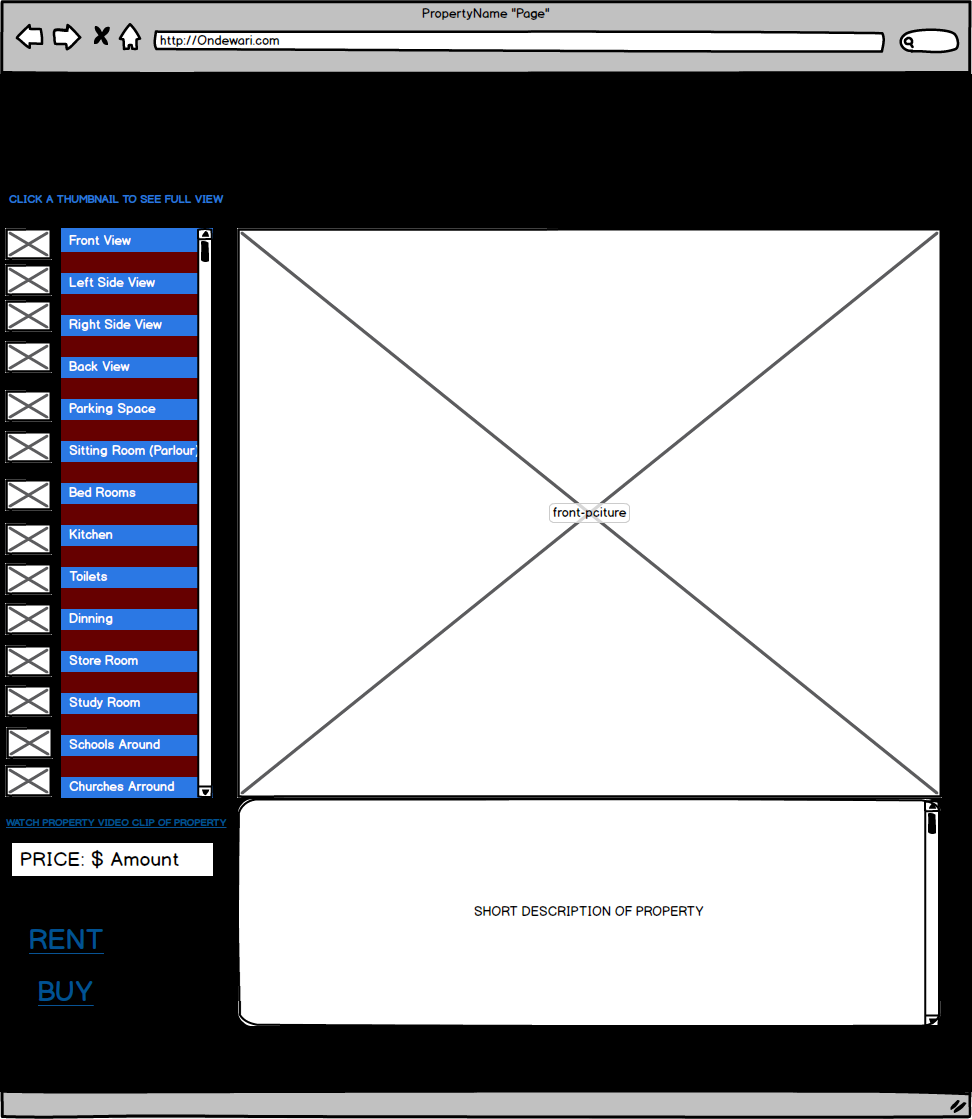 PropertyName "Page"
http://Ondewari.com
CLICK A THUMBNAIL TO SEE FULL VIEW
Front View
Left Side View
Right Side View
Back View
Parking Space
Sitting Room (Parlour)
Bed Rooms
Kitchen
Toilets
Dinning
Store Room
Study Room
Schools Around
Churches Arround
front-pciture
WATCH PROPERTY VIDEO CLIP OF PROPERTY
PRICE: $ Amount
SHORT DESCRIPTION OF PROPERTY
RENT
BUY